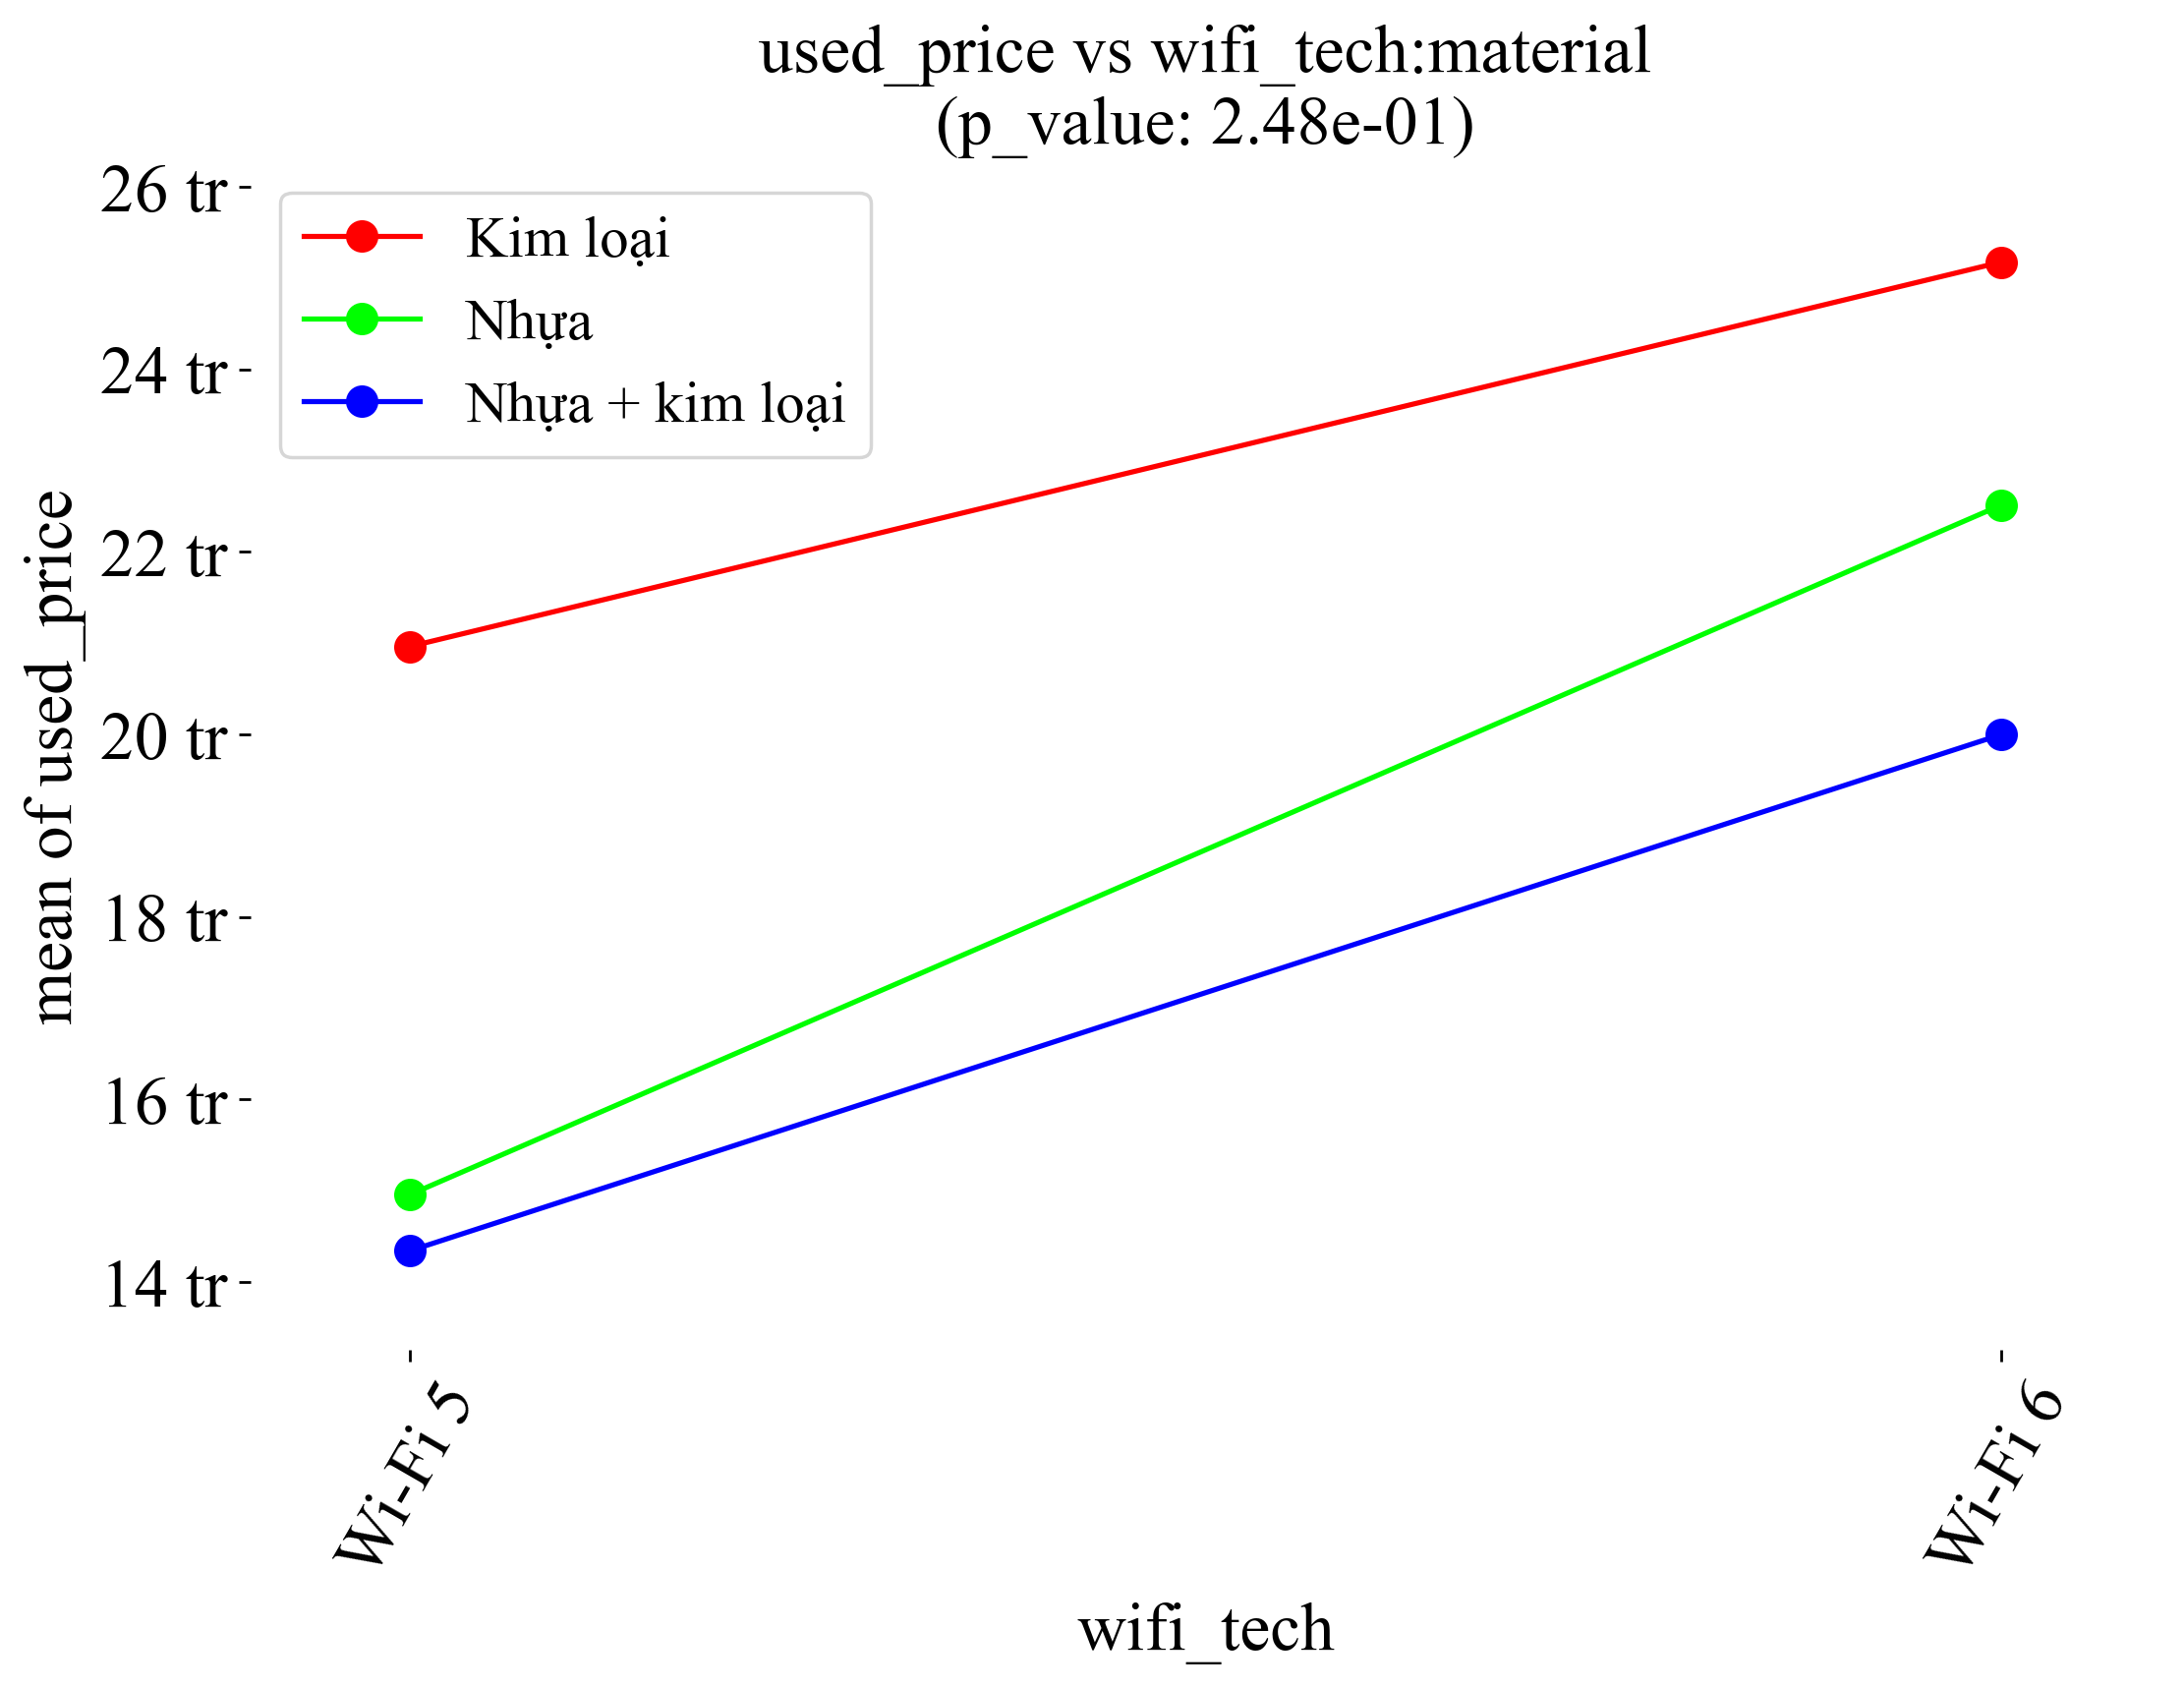 used_price vs wifi_tech:material
(p_value: 2.48e-01)
26 tr
24 tr
22 tr
20 tr
18 tr
16 tr
14 tr
Kim loại
Nhựa
Nhựa + kim loại
mean of used_price
Wi-Fi 5
Wi-Fi 6
wifi_tech